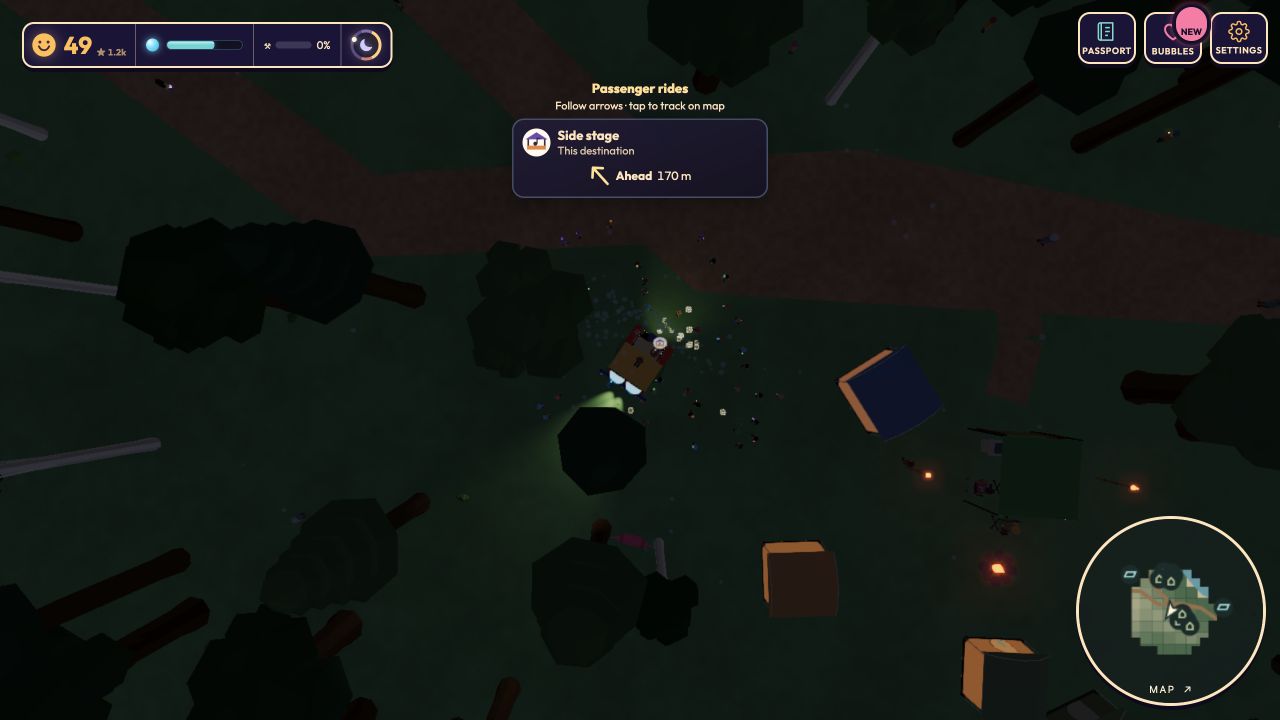 49
1.2k
0%
PASSPORT
NEW
BUBBLES
SETTINGS
Passenger rides
Follow arrows · tap to track on map
Side stage
This destination
Ahead 170 m
MAP ↗